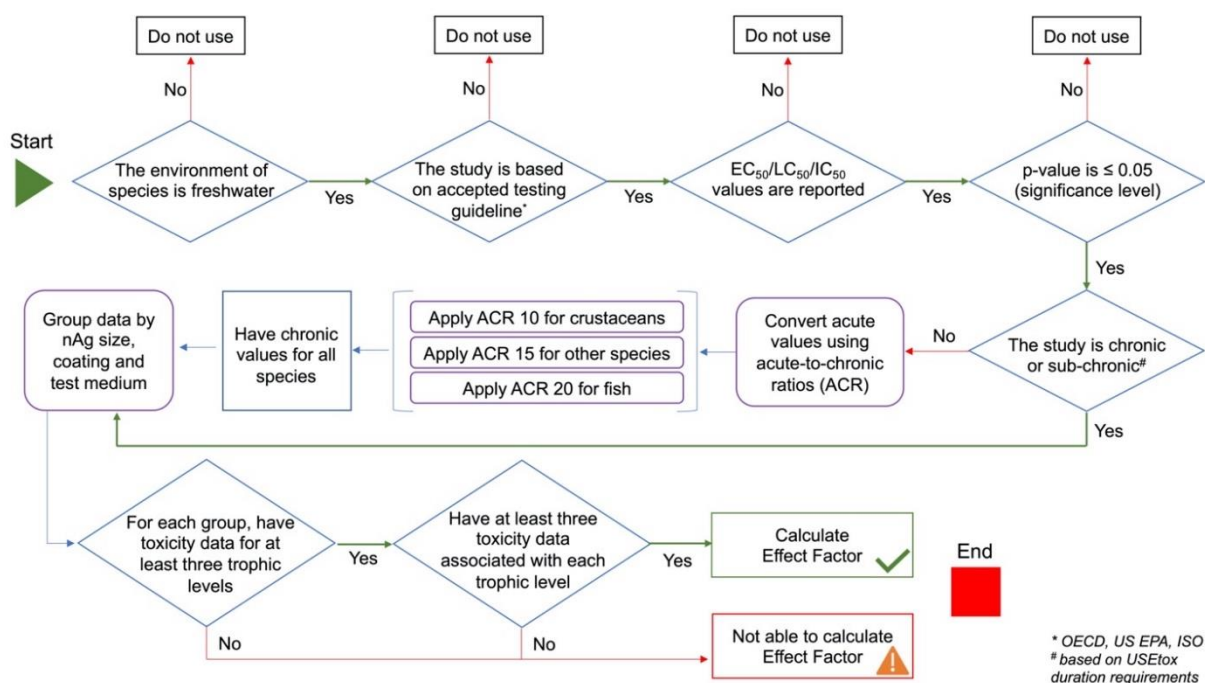 Do not use
Do not use
Do not use
Do not use
No
No
No
No
Start
The environment of
species is freshwater
Yes
The study is based
on accepted testing
guideline*
Yes
EC50/LC50/IC50
values are reported
Yes
p-value is ≤ 0.05
(significance level)
Yes
Group data by
nAg size,
coating and
test medium
Have chronic
values for all
species
Apply ACR 10 for crustaceans
Apply ACR 15 for other species
Apply ACR 20 for fish
Convert acute
values using
acute-to-chronic
ratios (ACR)
No
The study is chronic
or sub-chronic#
Yes
For each group, have
toxicity data for at
least three trophic
levels
Yes
Have at least three
toxicity data
associated with each
trophic level
Yes
Calculate
Effect Factor
End
No
No
Not able to calculate
Effect Factor
* OECD, US EPA, ISO
# based on USEtox
duration requirements